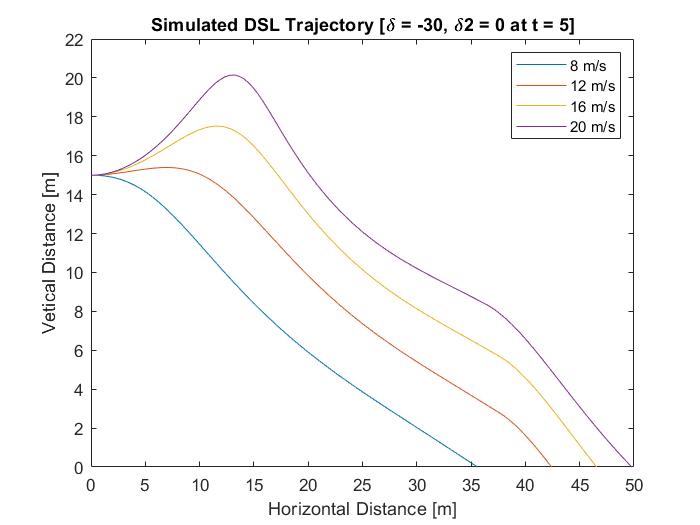 Simulated DSL Trajectory [δ = -30, δ2 = 0 at t = 5]
22
20
18
16
14
12
10
8
6
4
2
0
Vetical Distance [m]
8 m/s
12 m/s
16 m/s
20 m/s
0 5 10 15 20 25 30 35 40 45 50
Horizontal Distance [m]